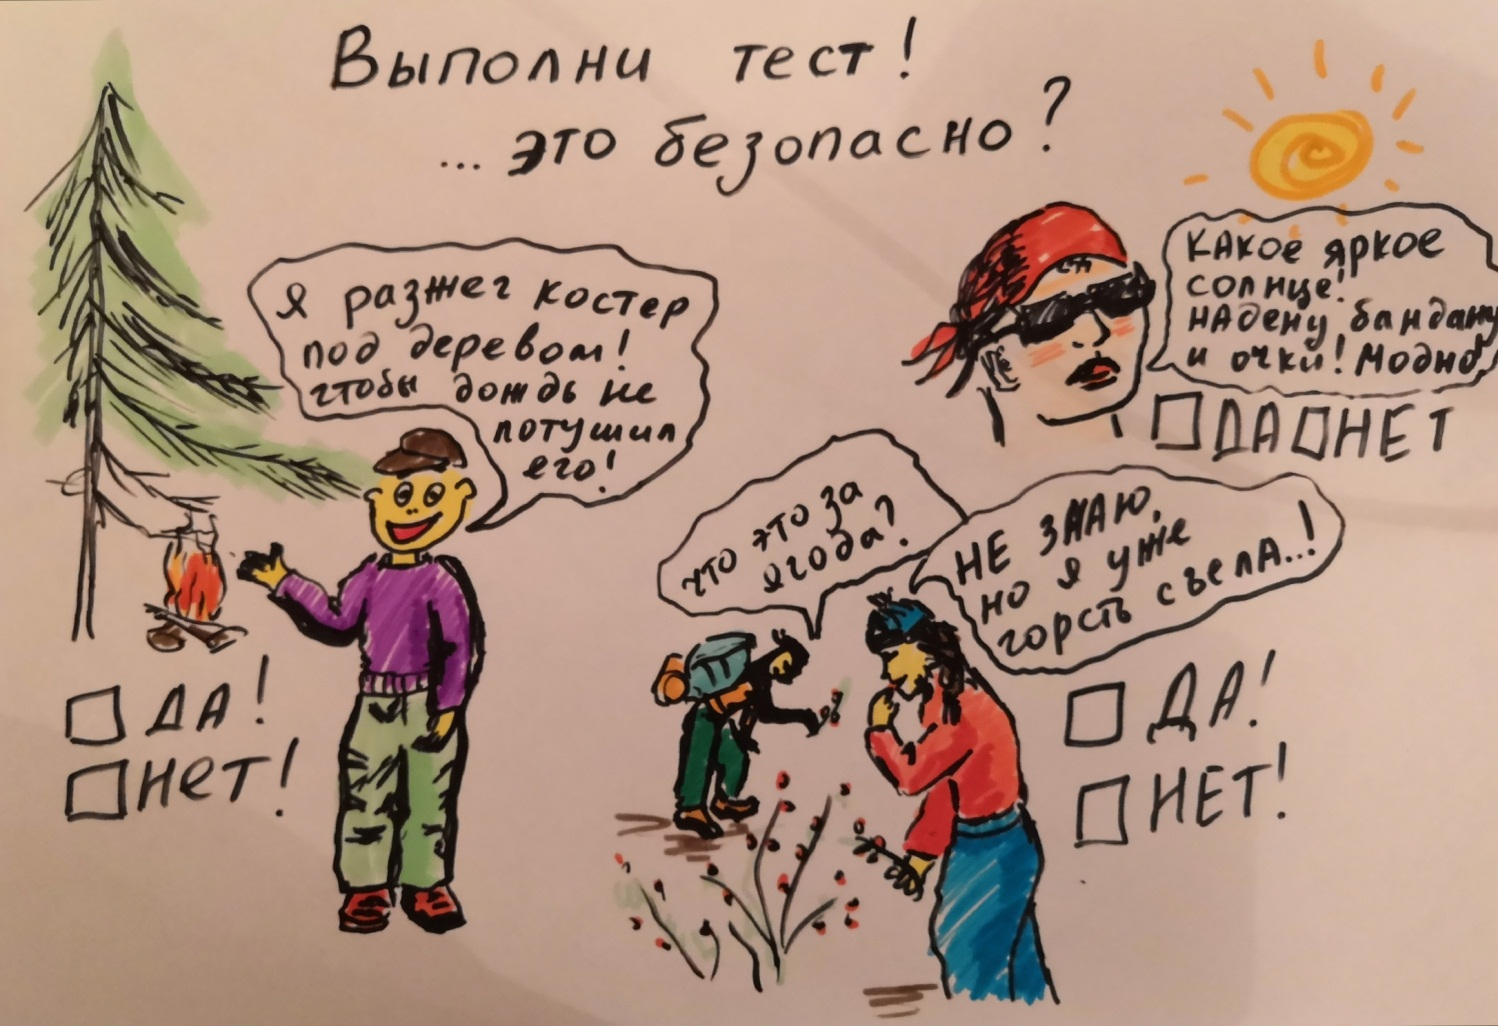 Выполни тест!
... это безопасно?
Я разжег костер
под деревом!
чтобы дождь не
потушил
его!
ДА!
НЕТ!
КАКОЕ ЯРКОЕ
СОЛНЦЕ!
НАДЕНУ бандану
и очки! Модно!
ДА НЕТ
ЧТО ЭТО ЗА
ягода?
НЕ ЗНАЮ,
но я уже
горсть съела...!
ДА!
НЕТ!